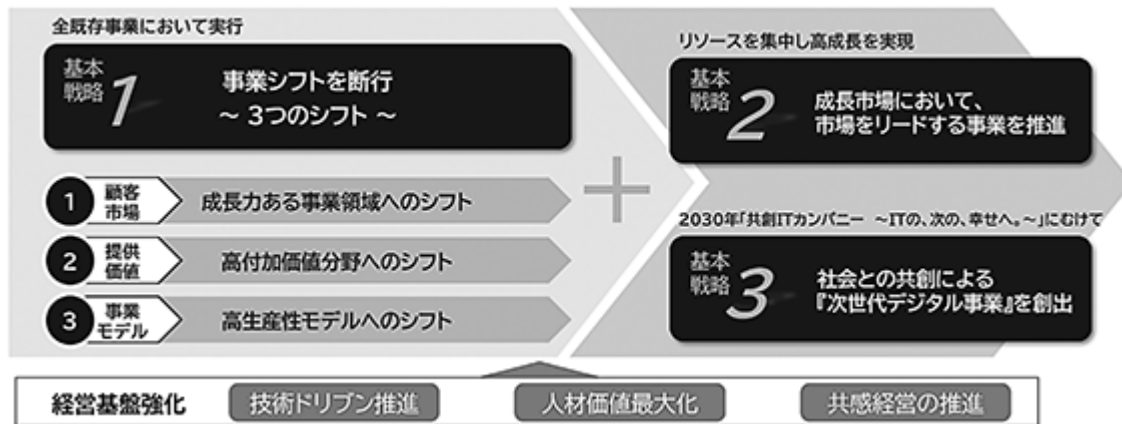 全既存事業において実行
基本
戦略
1
事業シフトを断行
~ 3つのシフト ~
1
顧客
市場
成長力ある事業領域へのシフト
2
提供
価値
高付加価値分野へのシフト
3
事業
モデル
高生産性モデルへのシフト
+
リソースを集中し高成長を実現
基本
戦略
2
成長市場において、
市場をリードする事業を推進
2030年「共創ITカンパニー ~ITの、次の、幸せへ。~」にむけて
基本
戦略
3
社会との共創による
『次世代デジタル事業』を創出
経営基盤強化 技術ドリブン推進 人材価値最大化 共感経営の推進